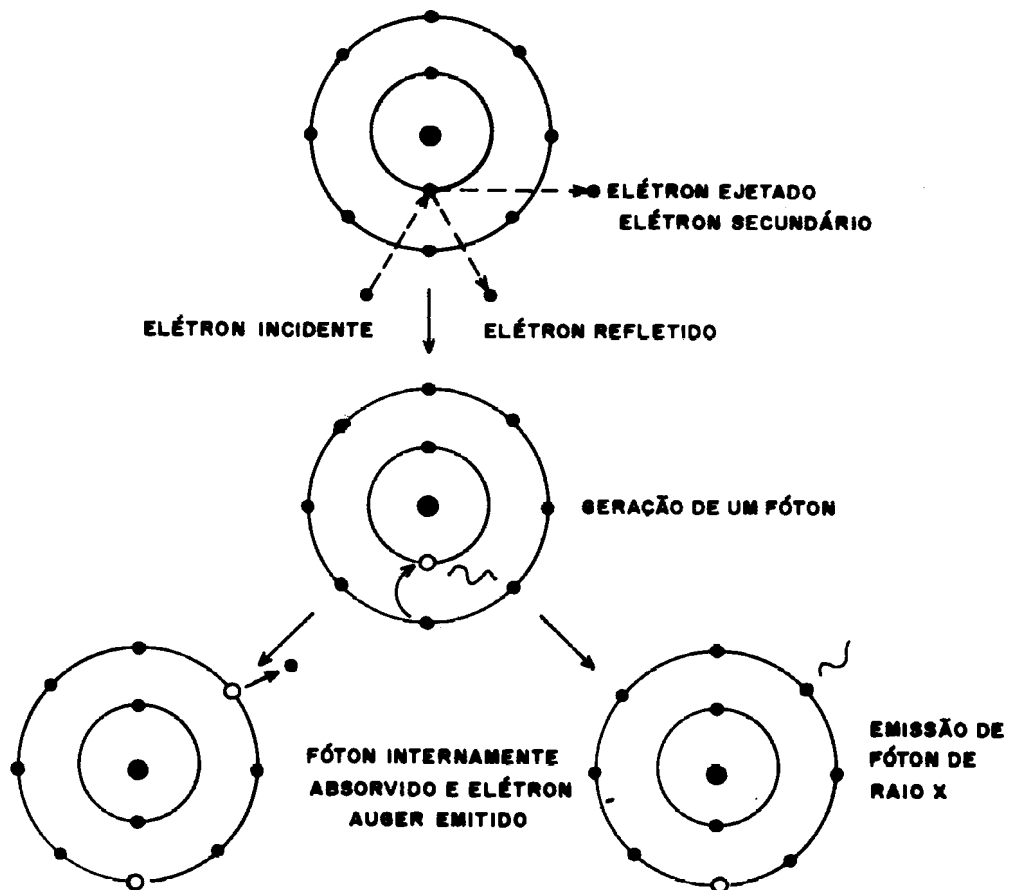 ELÉTRON EJETADO
ELÉTRON SECUNDÁRIO
ELÉTRON INCIDENTE
ELÉTRON REFLETIDO
GERAÇÃO DE UM FÓTON
FÓTON INTERNAMENTE
ABSORVIDO E ELÉTRON
AUGER EMITIDO
EMISSÃO DE
FÓTON DE
RAIO X